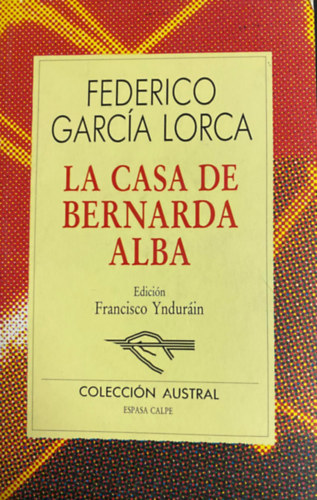 FEDERICO
GARCÍA LORCA
LA CASA DE
BERNARDA
ALBA
Edición
Francisco Ynduráin
COLECCIÓN AUSTRAL
ESPASA CALPE